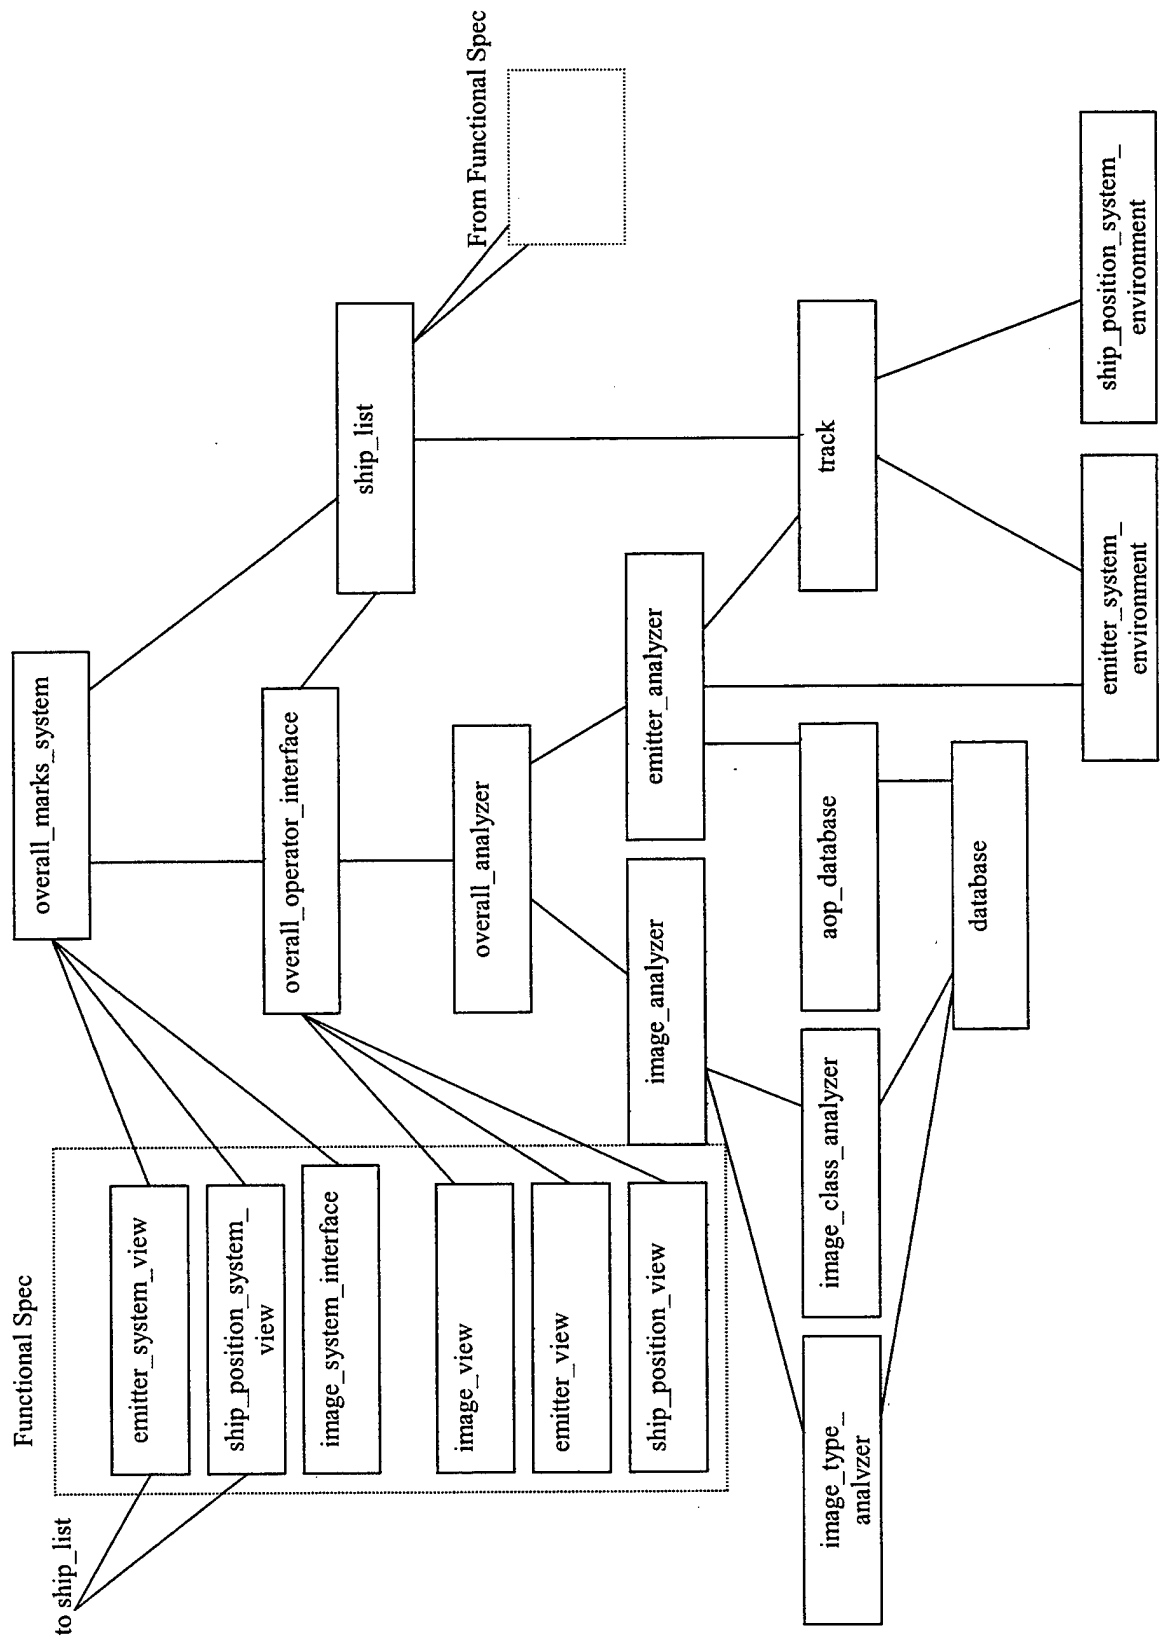 Functional Spec
to ship_list
emitter_system_view
ship_position_system_
view
image_system_interface
image_view
emitter_view
ship_position_view
overall_marks_system
overall_operator_interface
ship_list
From Functional Spec
overall_analyzer
image_analyzer
emitter_analyzer
image_type_
analyzer
image_class_analyzer
aop_database
track
database
emitter_system_
environment
ship_position_system_
environment